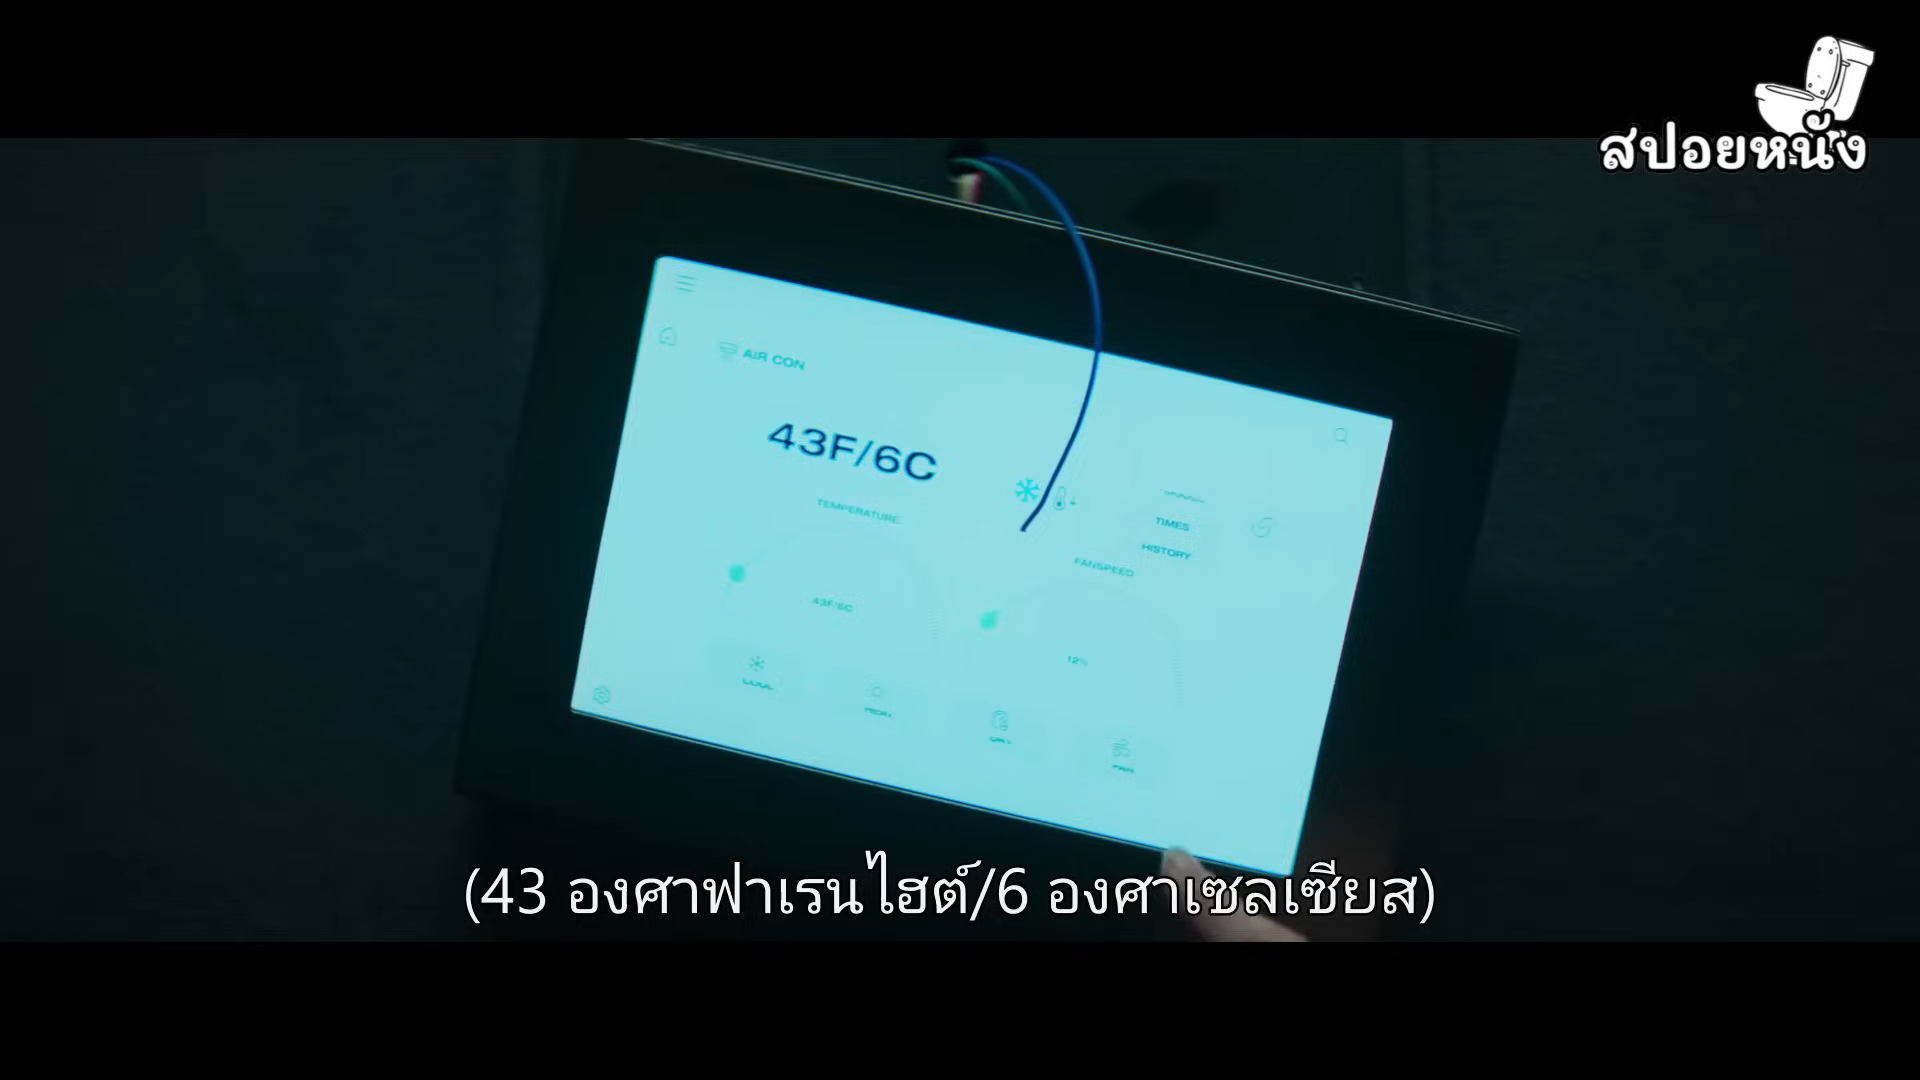 สปอยหนัง
AIR CON
43F/6C
TEMPERATURE
TIMES
HISTORY
FANSPEED
43F/6C
12%
(43 องศาฟาเรนไฮต์/6 องศาเซลเซียส)